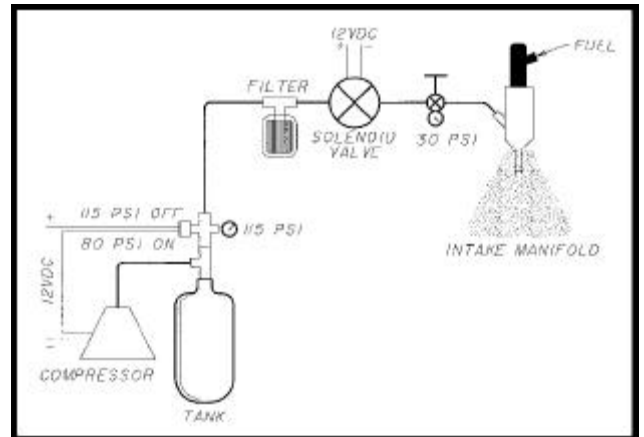 12VDC
+ -
FUEL
FILTER
SOLENOID
VALVE
30 PSI
115 PSI OFF
+
115 PSI
80 PSI ON
INTAKE MANIFOLD
12VDC
COMPRESSOR
TANK